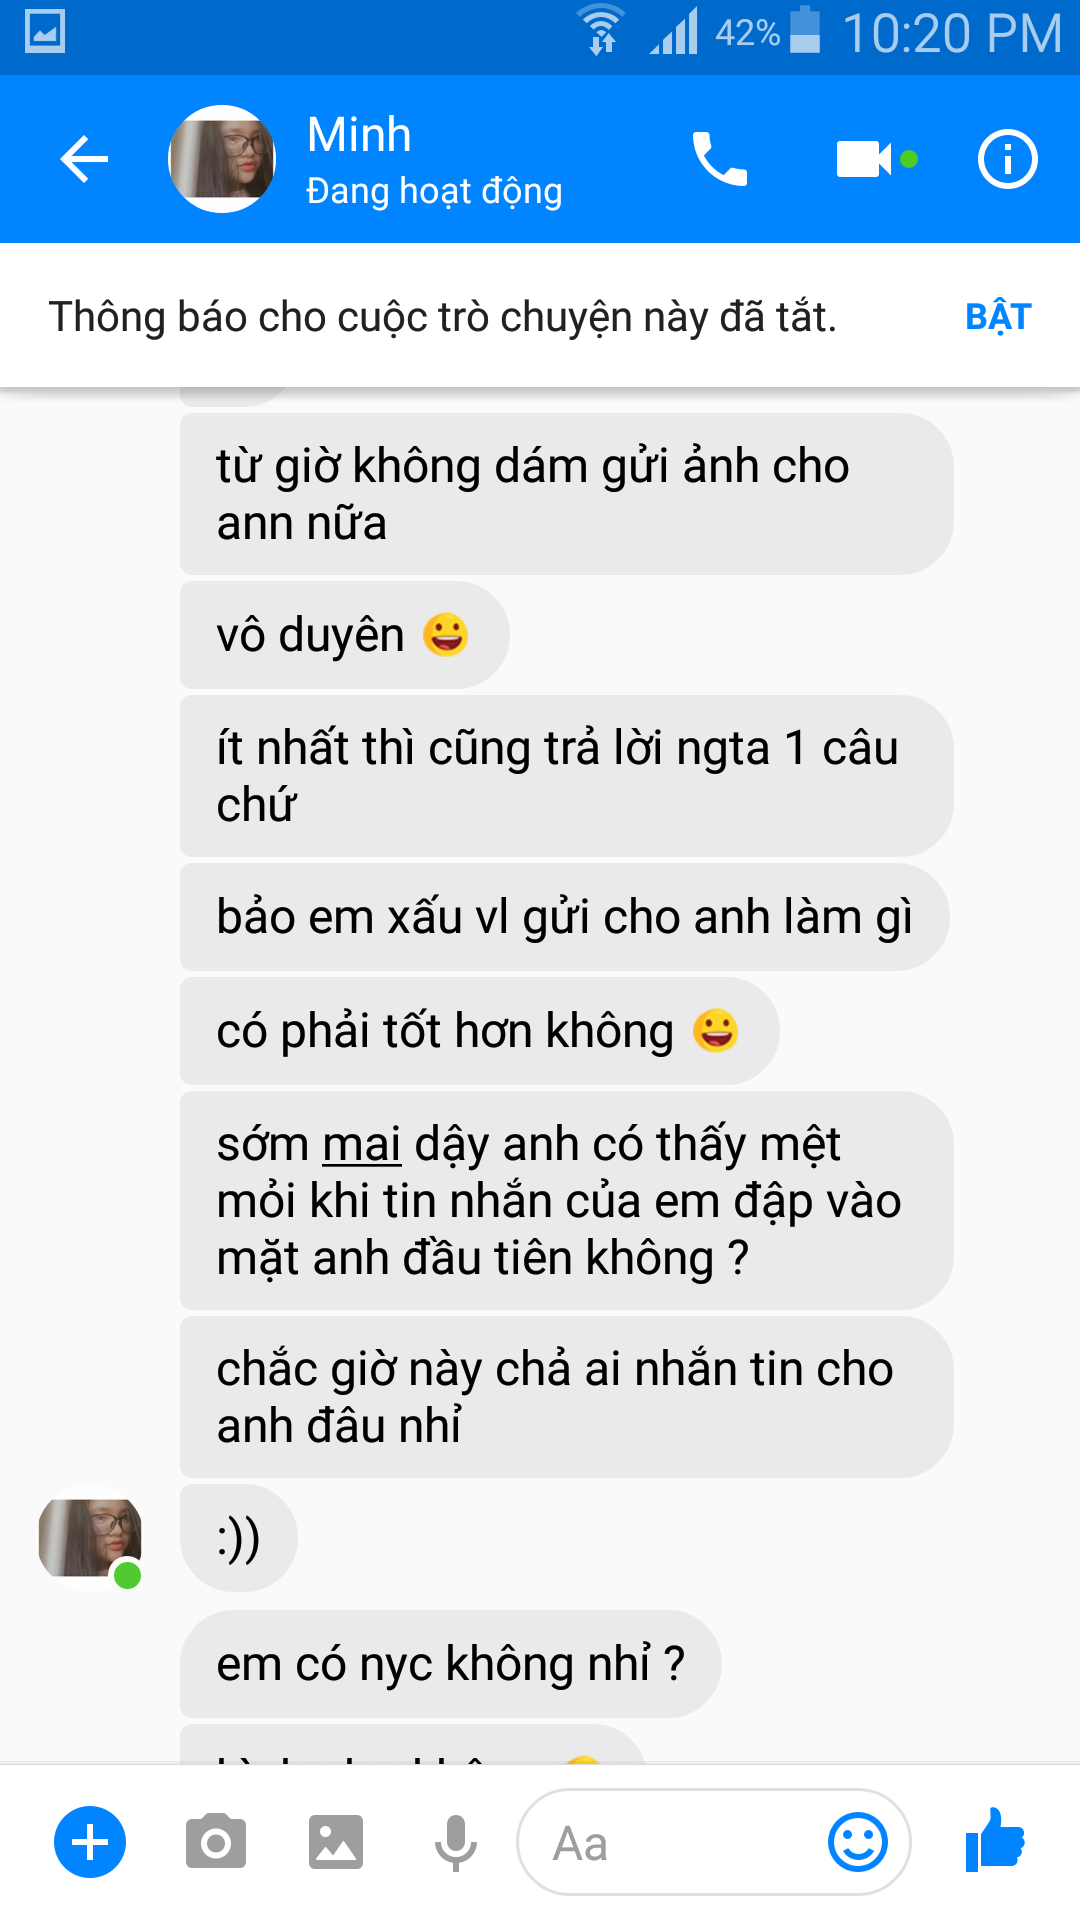 42% 10:20 PM
Minh
Đang hoạt động
Thông báo cho cuộc trò chuyện này đã tắt.
BẬT
từ giờ không dám gửi ảnh cho
ann nữa
vô duyên 😀
ít nhất thì cũng trả lời ngta 1 câu
chứ
bảo em xấu vl gửi cho anh làm gì
có phải tốt hơn không 😀
sớm mai dậy anh có thấy mệt
mỏi khi tin nhắn của em đập vào
mặt anh đầu tiên không ?
chắc giờ này chả ai nhắn tin cho
anh đâu nhỉ
:))
em có nyc không nhỉ ?
Aa